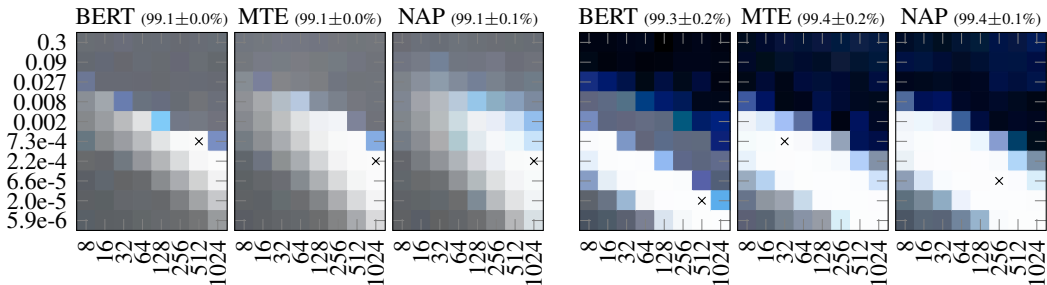 BERT (99.1±0.0%) MTE (99.1±0.0%) NAP (99.1±0.1%) BERT (99.3±0.2%) MTE (99.4±0.2%) NAP (99.4±0.1%)
0.3
0.09
0.027
0.008
0.002
7.3e-4
2.2e-4
6.6e-5
2.0e-5
5.9e-6
8 16 32 64 128 256 512 1024 8 16 32 64 128 256 512 1024 8 16 32 64 128 256 512 1024 8 16 32 64 128 256 512 1024 8 16 32 64 128 256 512 1024 8 16 32 64 128 256 512 1024